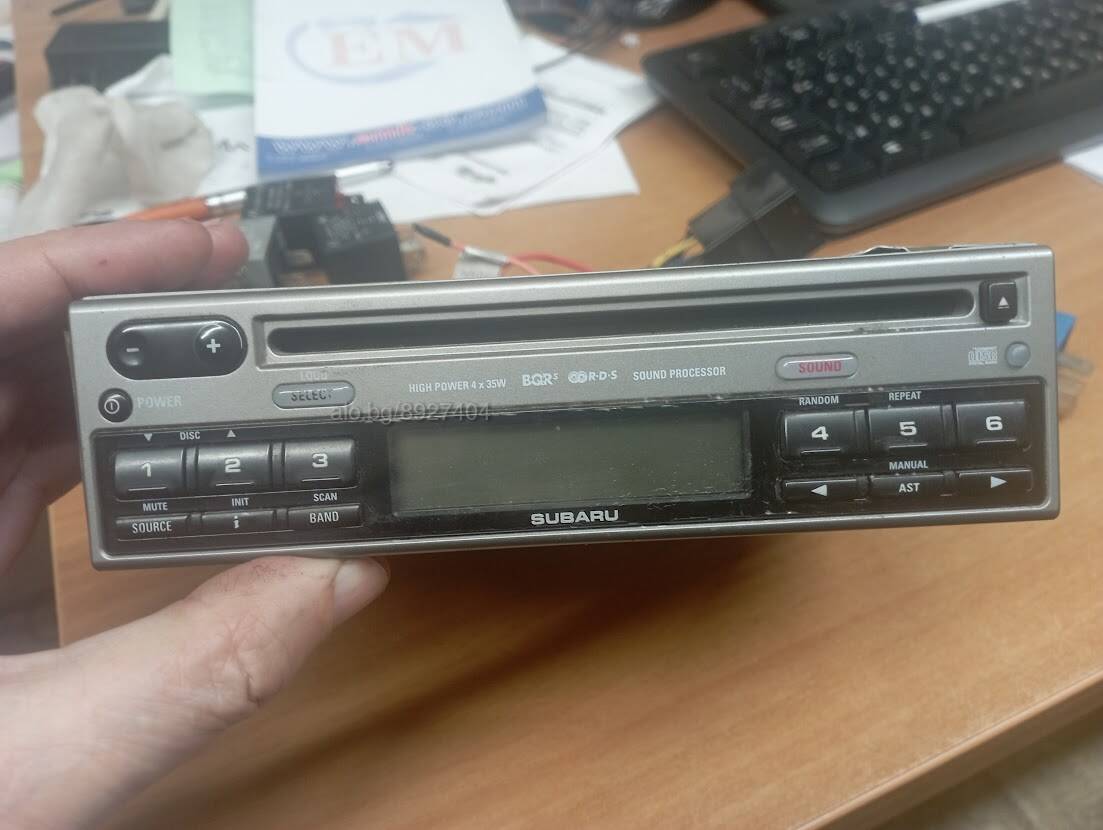 EM
- +
LOUD
SELECT
POWER
HIGH POWER 4 x 35W BQRs R·D·S SOUND PROCESSOR
SOUND
alo.bg/8927404
▼ DISC ▲
1 2 3
MUTE INIT SCAN
SOURCE i BAND
SUBARU
RANDOM REPEAT
4 5 6
MANUAL
◄ AST ►